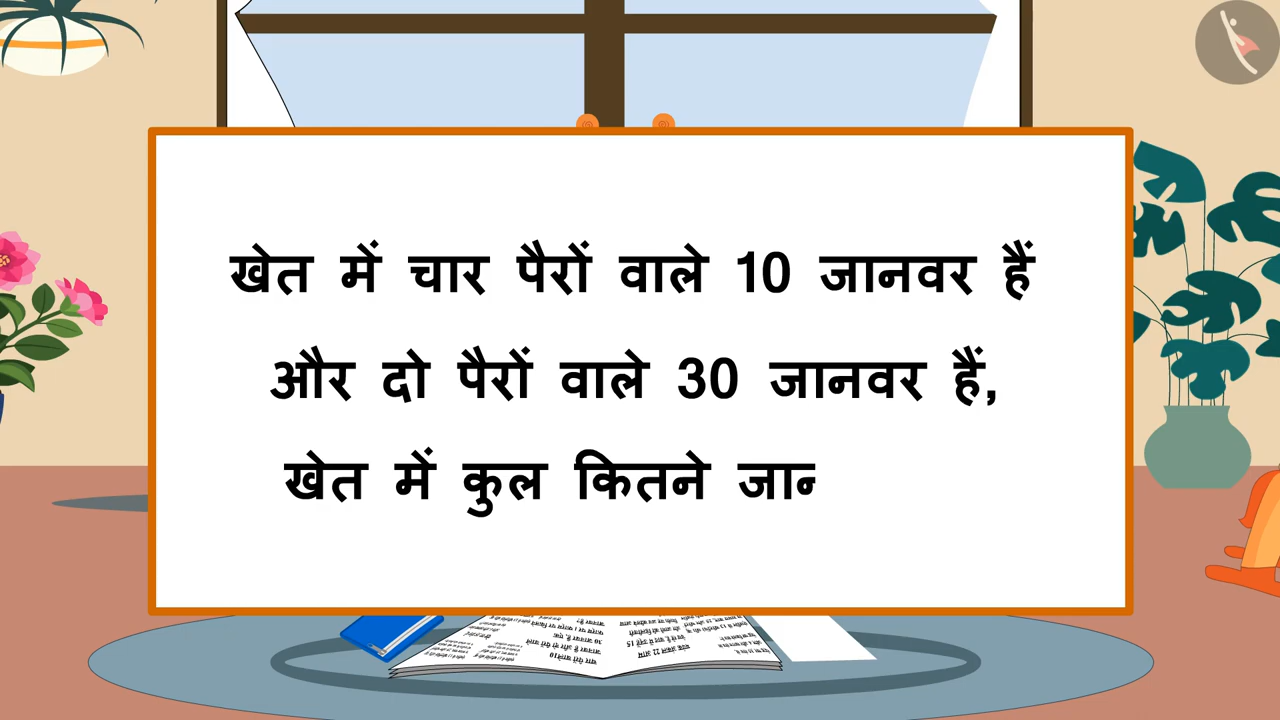 खेत में चार पैरों वाले 10 जानवर हैं
और दो पैरों वाले 30 जानवर हैं,
खेत में कुल कितने जान